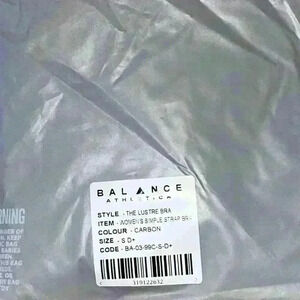 BALANCE
ATHLETICA
STYLE - THE LUSTRE BRA
ITEM - WOMEN'S SIMPLE STRAP BR
COLOUR - CARBON
SIZE - S D+
CODE - BA-03-99C-S-D+
319122632
RNING